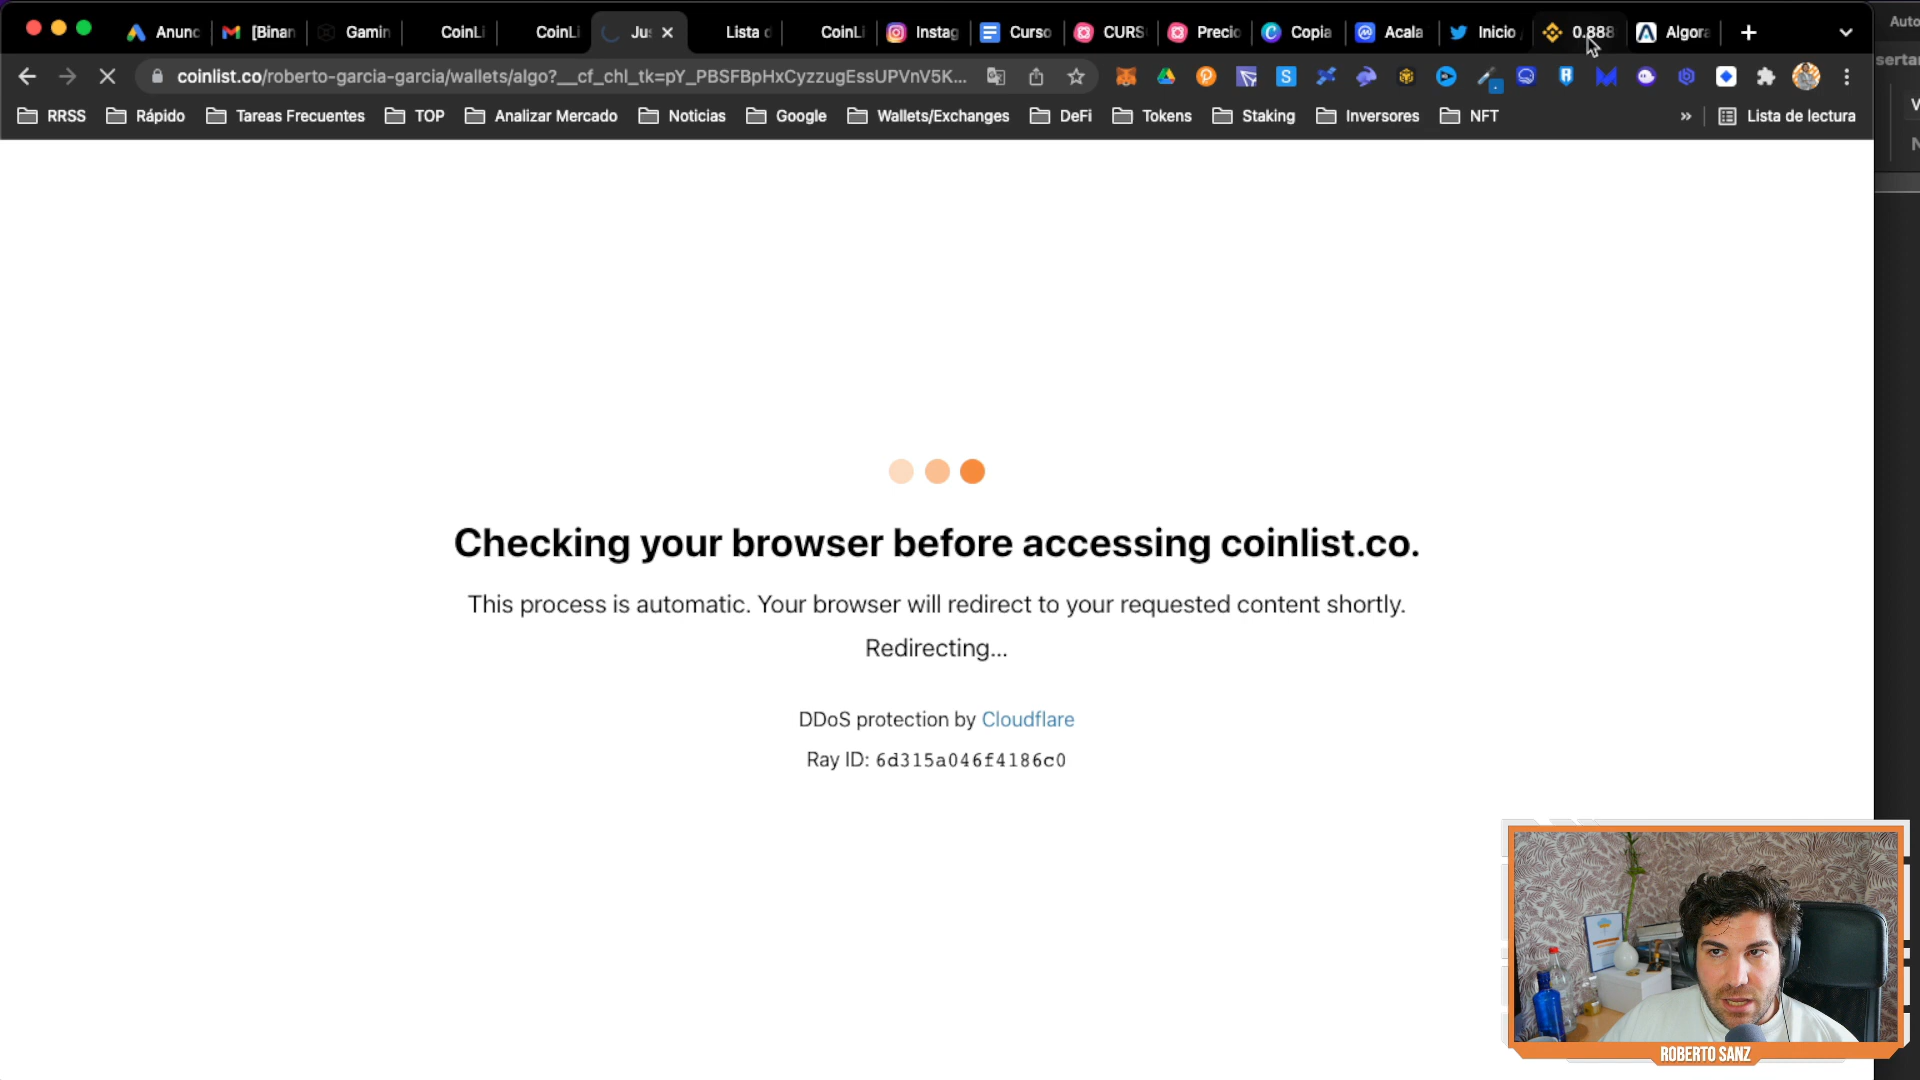 Anunc
[Binan
Gamin
CoinLi
CoinLi
Jus
Lista d
CoinLi
Instag
Curso
CURS
Precio
Copia
Acala
Inicio
0.888
Algora
Auto
coinlist.co/roberto-garcia-garcia/wallets/algo?__cf_chl_tk=pY_PBSFBpHxCyzzugEssUPVnV5K...
sertar
RRSS
Rápido
Tareas Frecuentes
TOP
Analizar Mercado
Noticias
Google
Wallets/Exchanges
DeFi
Tokens
Staking
Inversores
NFT
»
Lista de lectura
Checking your browser before accessing coinlist.co.
This process is automatic. Your browser will redirect to your requested content shortly.
Redirecting...
DDoS protection by Cloudflare
Ray ID: 6d315a046f4186c0
ROBERTO SANZ